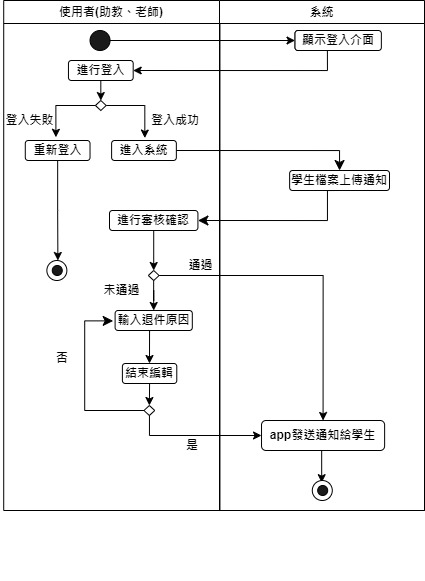 使用者(助教、老師)
系統
顯示登入介面
進行登入
登入失敗
登入成功
重新登入
進入系統
學生檔案上傳通知
進行審核確認
通過
未通過
輸入退件原因
否
結束編輯
app發送通知給學生
是